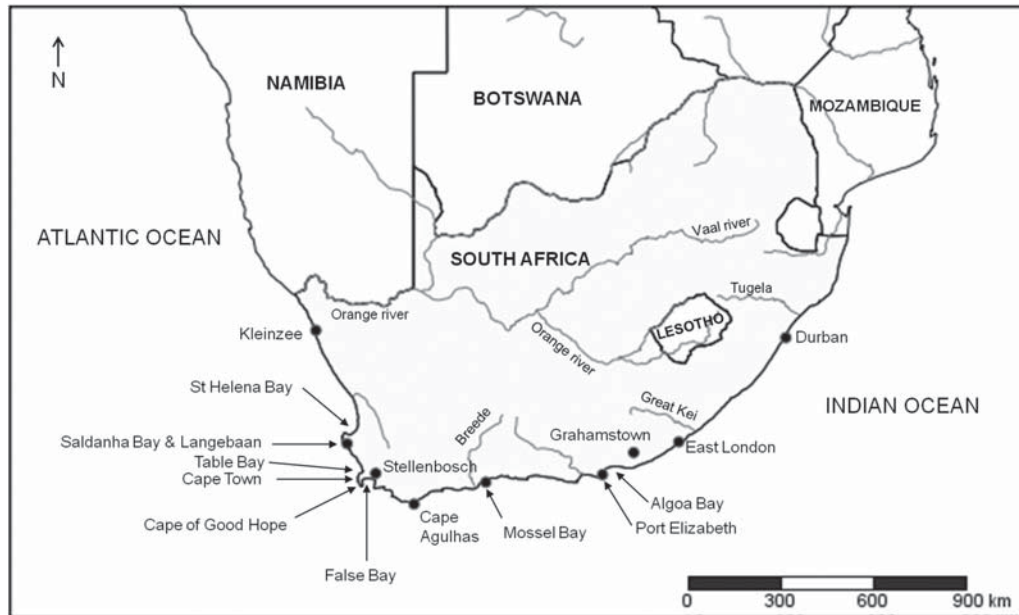 N
NAMIBIA
BOTSWANA
MOZAMBIQUE
ATLANTIC OCEAN
SOUTH AFRICA
Vaal river
Orange river
Tugela
Kleinzee
LESOTHO
Durban
Orange river
St Helena Bay
Great Kei
INDIAN OCEAN
Breede
Grahamstown
Saldanha Bay & Langebaan
East London
Table Bay
Stellenbosch
Cape Town
Algoa Bay
Cape of Good Hope
Cape
Agulhas
Mossel Bay
Port Elizabeth
False Bay
0 300 600 900 km